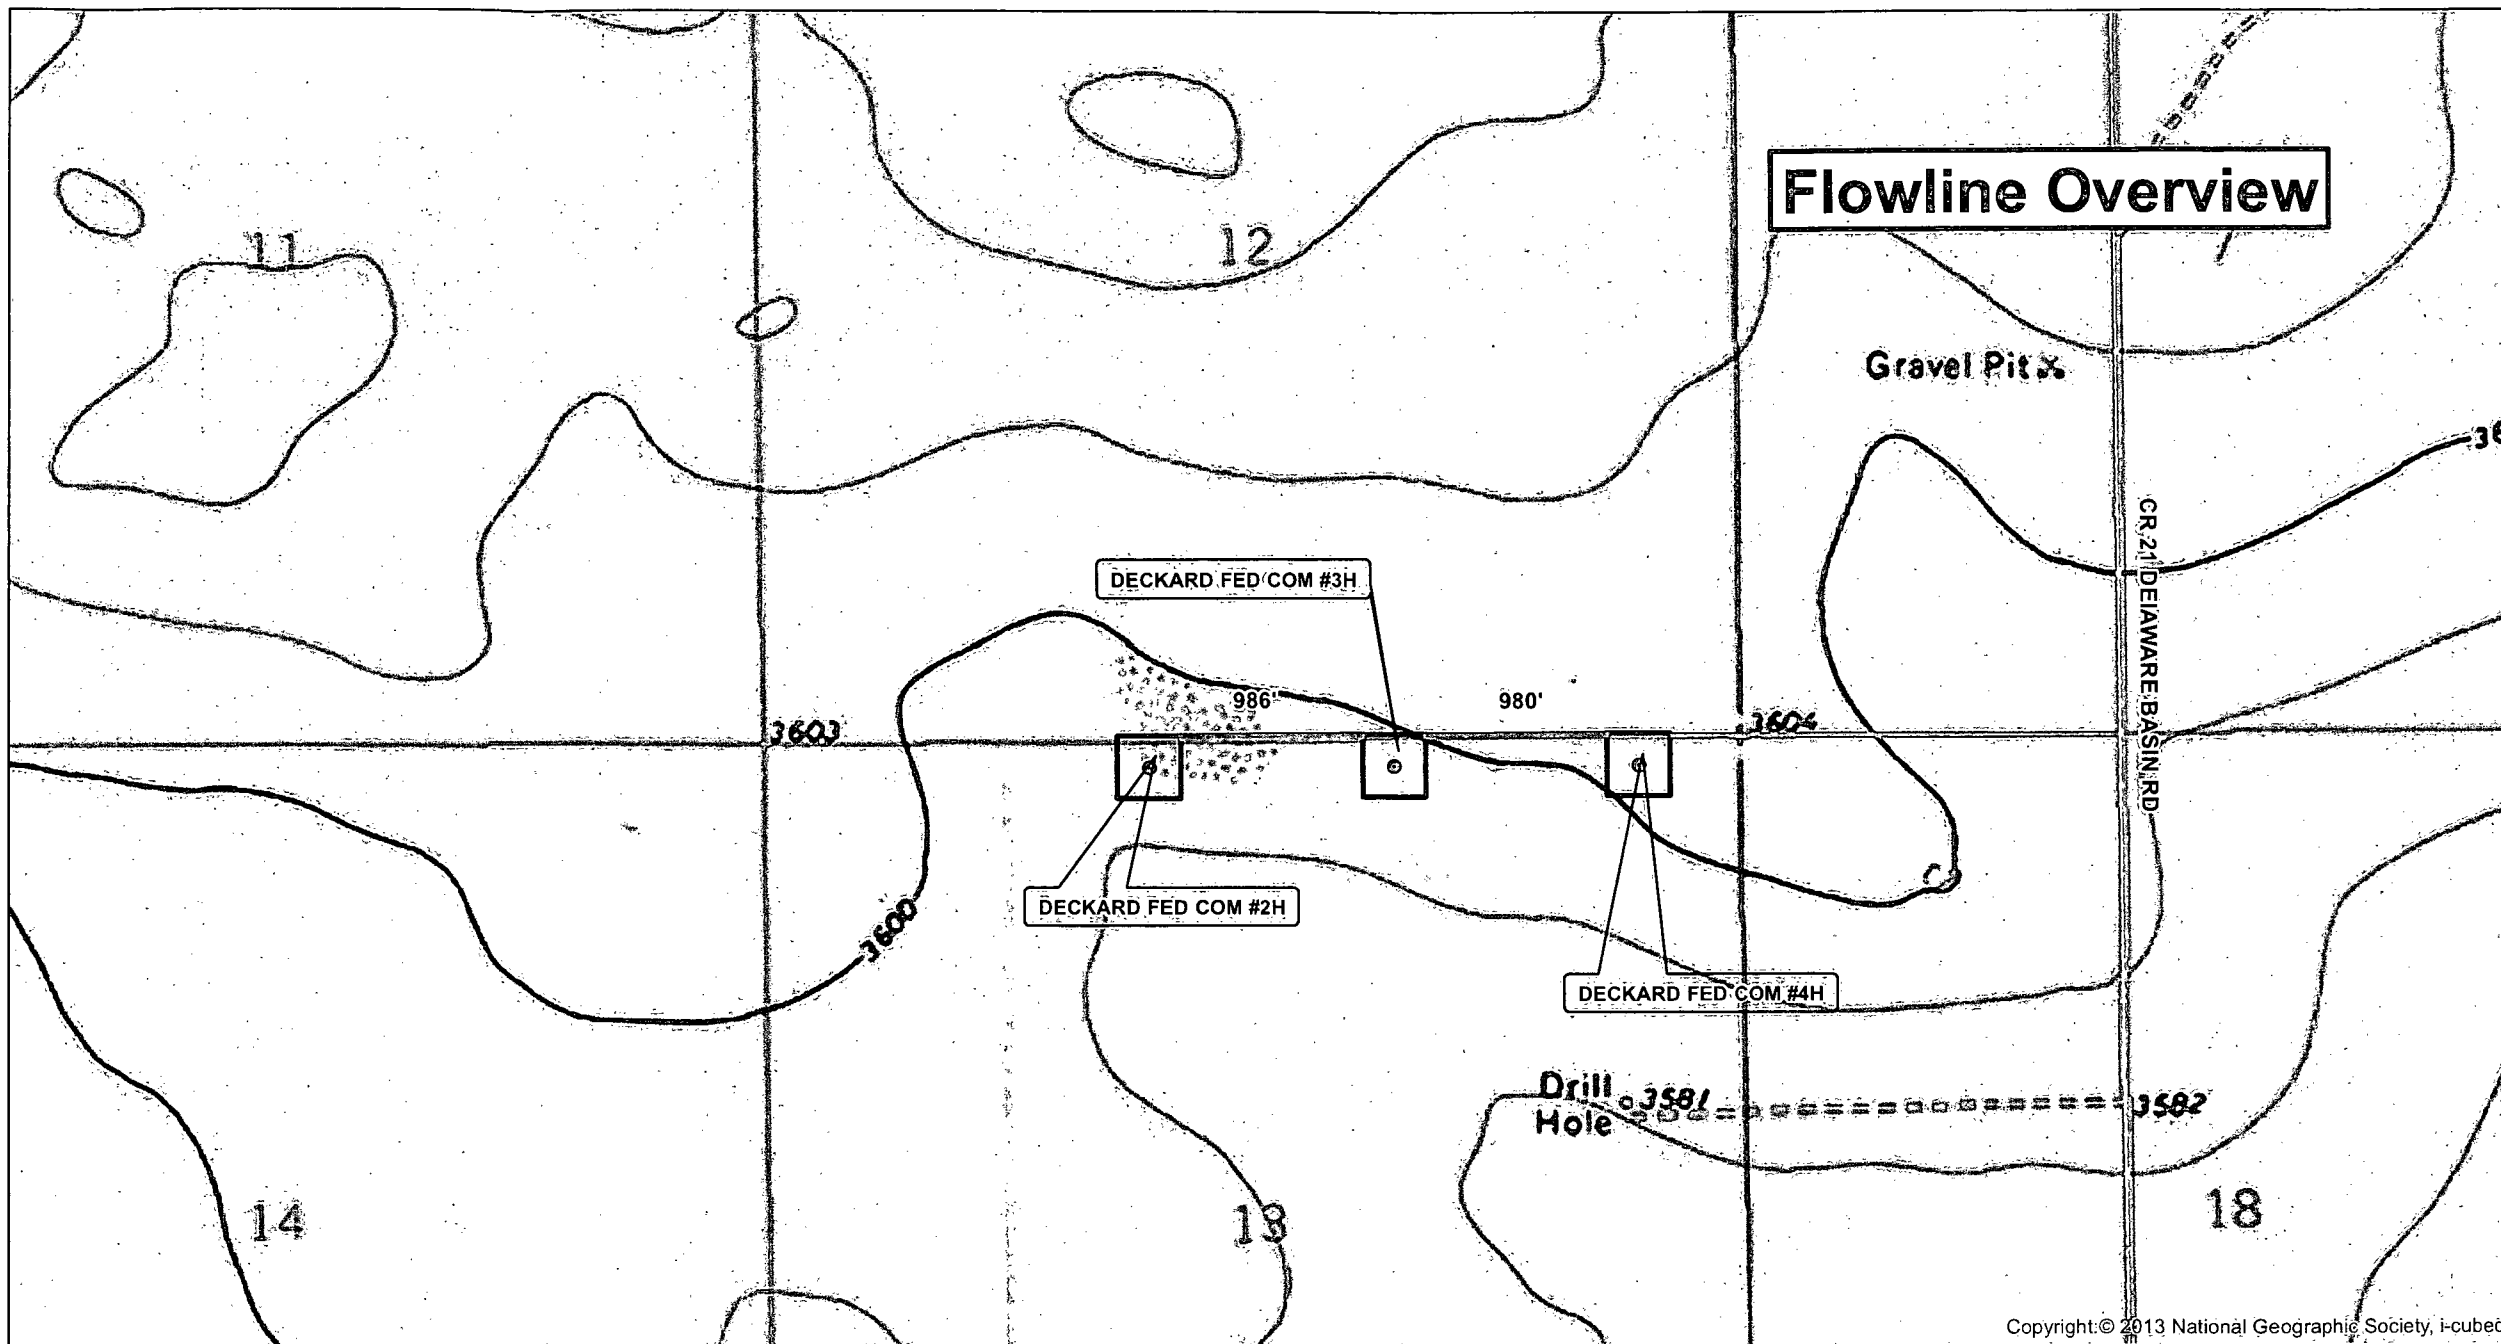 Flowline Overview
11
12
Gravel Pit
36
CR 21 DELAWARE BASIN RD
DECKARD FED COM #3H
986'
980'
3603
3604
DECKARD FED COM #2H
3600
DECKARD FED COM #4H
Drill
Hole
3581
3582
14
13
18
Copyright:© 2013 National Geographic Society, i-cubed